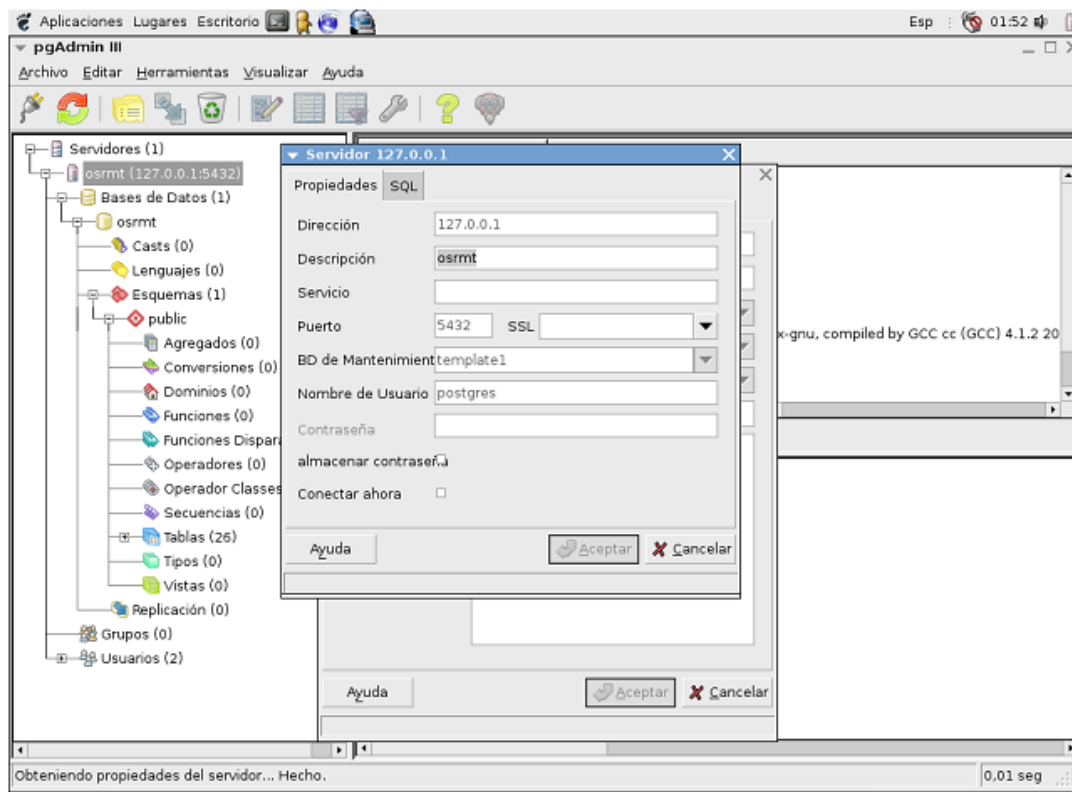 Aplicaciones Lugares Escritorio Esp 01:52
pgAdmin III
Archivo Editar Herramientas Visualizar Ayuda
Servidores (1)
osrmt (127.0.0.1:5432)
Bases de Datos (1)
osrmt
Casts (0)
Lenguajes (0)
Esquemas (1)
public
Agregados (0)
Conversiones (0)
Dominios (0)
Funciones (0)
Funciones Dispara
Operadores (0)
Operador Classes
Secuencias (0)
Tablas (26)
Tipos (0)
Vistas (0)
Replicación (0)
Grupos (0)
Usuarios (2)
Servidor 127.0.0.1
Propiedades SQL
Dirección 127.0.0.1
Descripción osrmt
Servicio
Puerto 5432 SSL
BD de Mantenimient template1
Nombre de Usuario postgres
Contraseña
almacenar contraseña
Conectar ahora
Ayuda Aceptar Cancelar
x-gnu, compiled by GCC cc (GCC) 4.1.2 20
Ayuda Aceptar Cancelar
Obteniendo propiedades del servidor... Hecho. 0,01 seg